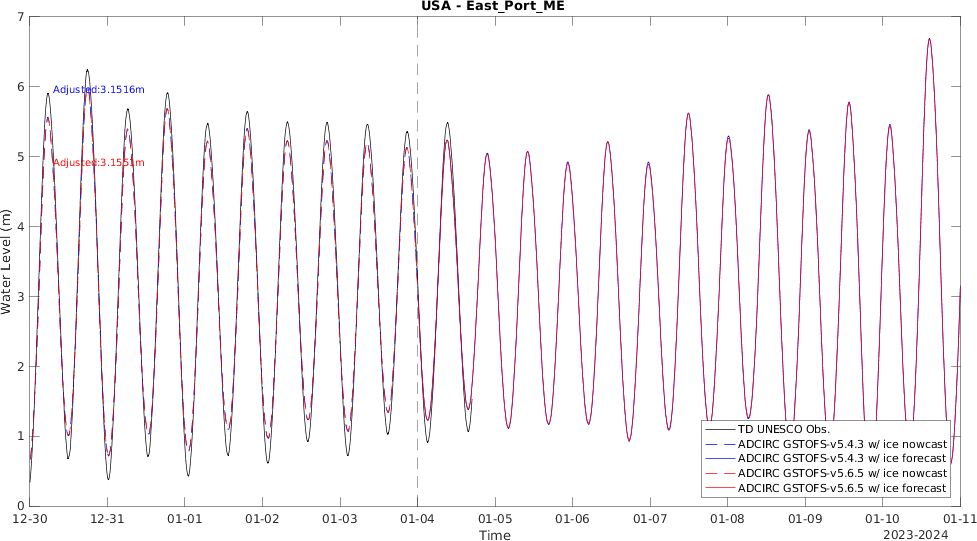 USA - East_Port_ME
7
6
5
4
3
2
1
0
Water Level (m)
Adjusted:3.1516m
Adjusted:3.1551m
TD UNESCO Obs.
ADCIRC GSTOFS-v5.4.3 w/ ice nowcast
ADCIRC GSTOFS-v5.4.3 w/ ice forecast
ADCIRC GSTOFS-v5.6.5 w/ ice nowcast
ADCIRC GSTOFS-v5.6.5 w/ ice forecast
12-30 12-31 01-01 01-02 01-03 01-04 01-05 01-06 01-07 01-08 01-09 01-10 01-11
Time
2023-2024